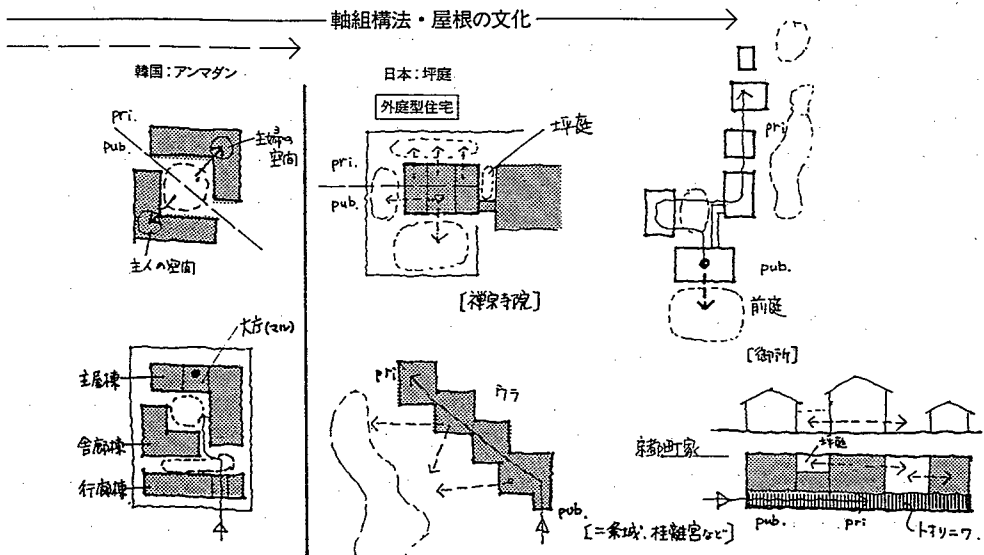 軸組構法・屋根の文化
韓国:アンマダン
pri.
pub.
主婦の
空間
主人の空間
大庁(マル)
主屋棟
舎廊棟
行廊棟
日本:坪庭
外庭型住宅
坪庭
pri.
pub.
[禅宗寺院]
pri
pub.
前庭
[御所]
pri
ウラ
pub.
[二条城、桂離宮など]
京都町家
坪庭
pub.
pri
トオリニワ